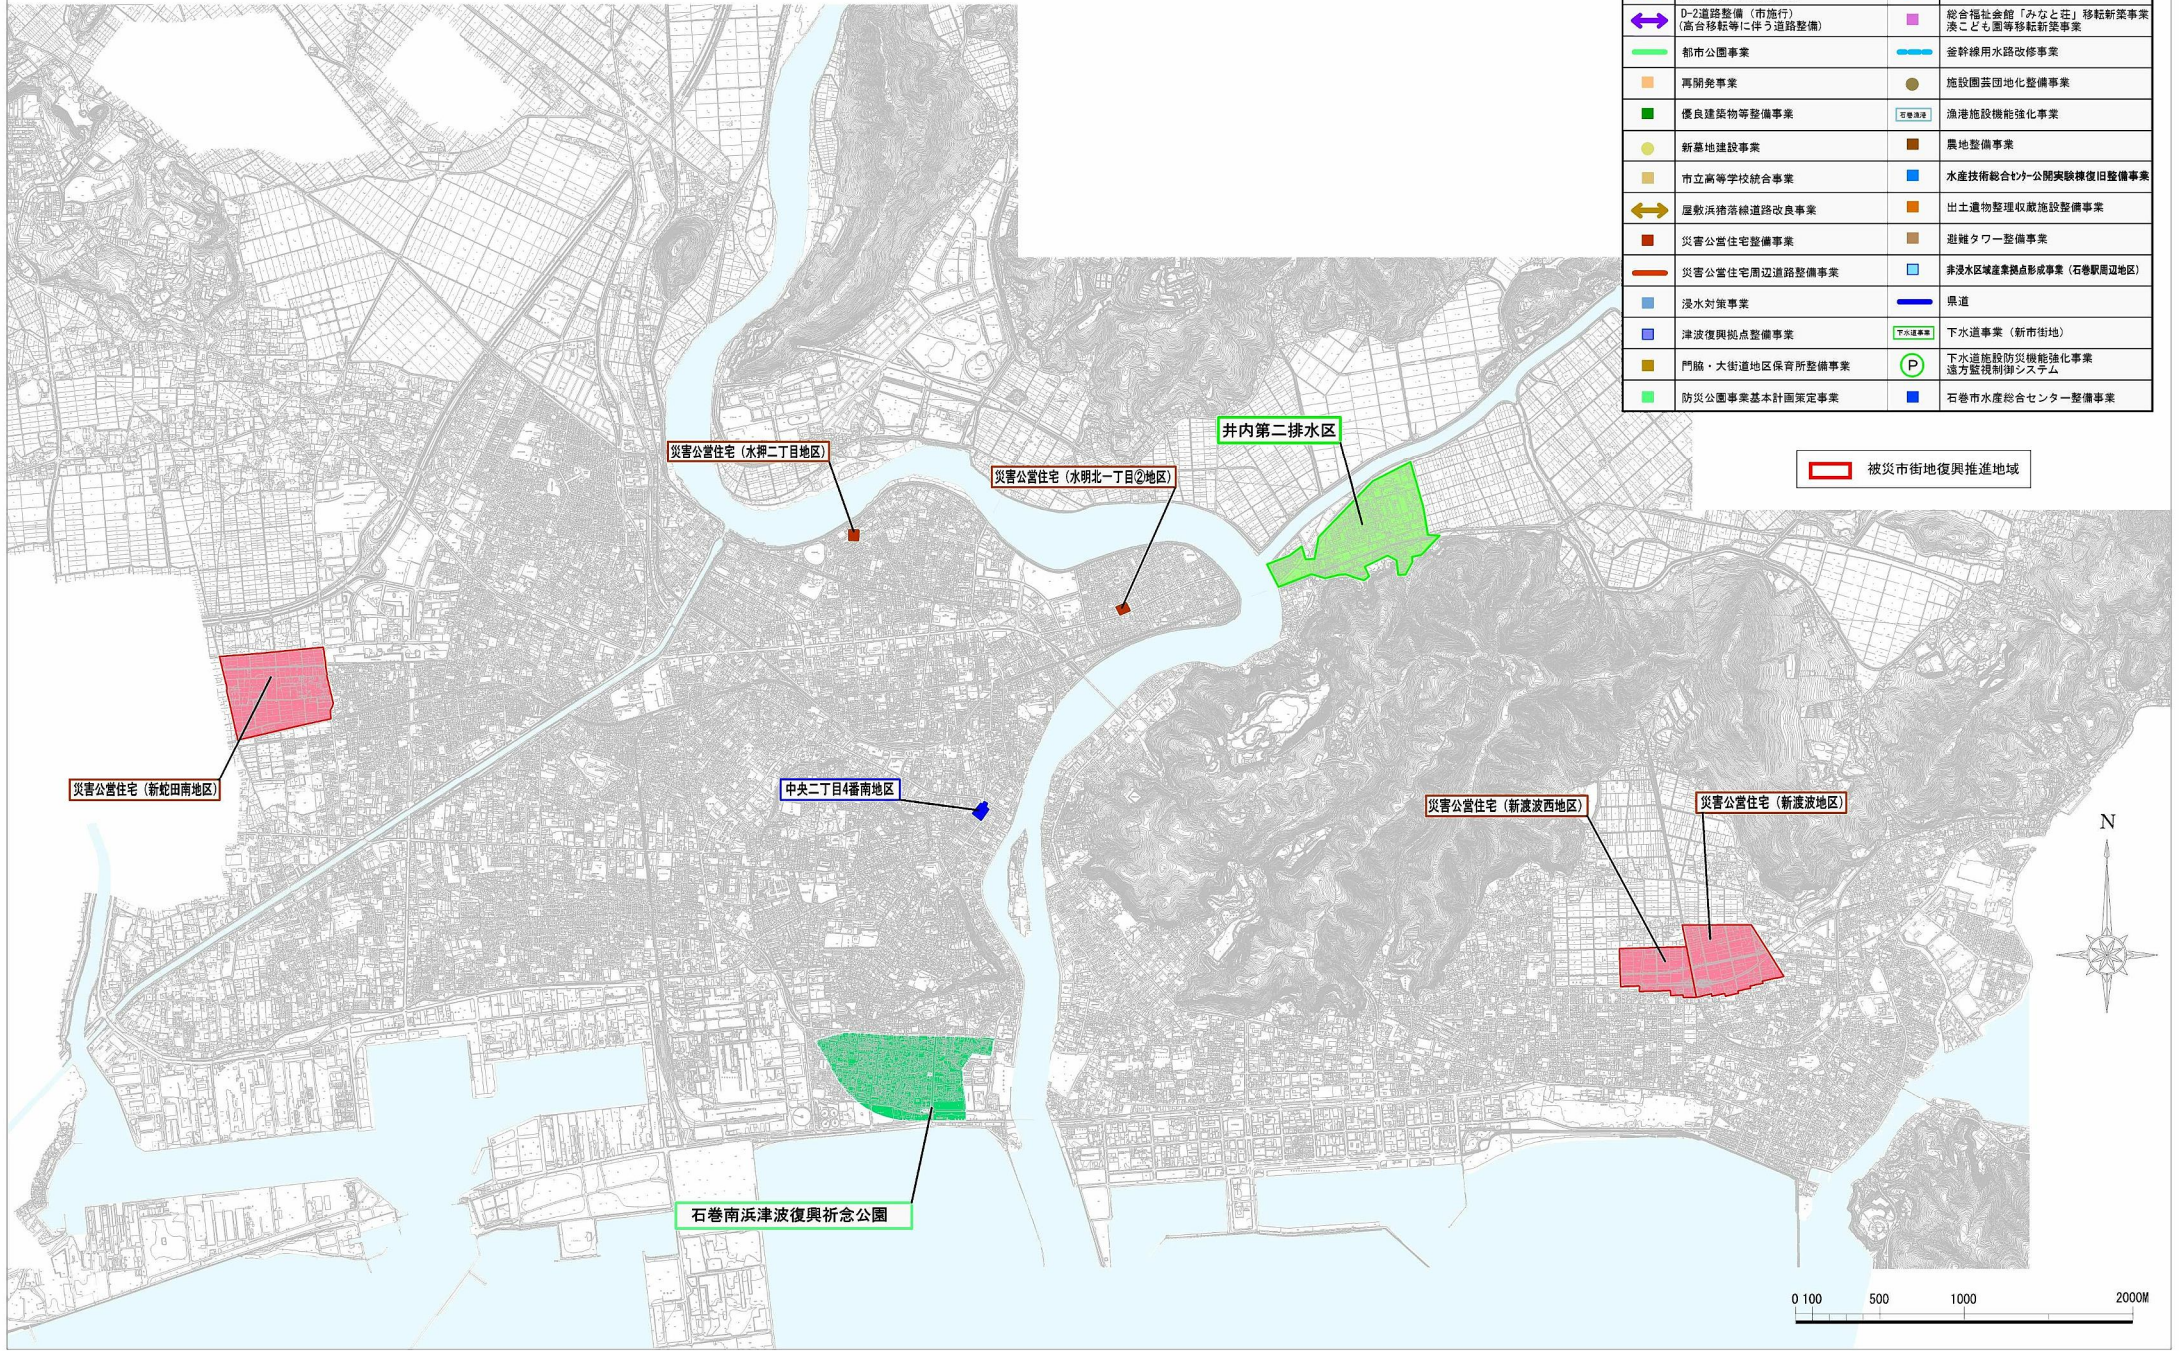 D-2道路整備（市施行）
（高台移転等に伴う道路整備）
総合福祉会館「みなと荘」移転新築事業
湊こども園等移転新築事業
都市公園事業
釜幹線用水路改修事業
再開発事業
施設園芸団地化整備事業
優良建築物等整備事業
石巻漁港
漁港施設機能強化事業
新墓地建設事業
農地整備事業
市立高等学校統合事業
水産技術総合ｾﾝﾀｰ公開実験棟復旧整備事業
屋敷浜猪落線道路改良事業
出土遺物整理収蔵施設整備事業
災害公営住宅整備事業
避難タワー整備事業
災害公営住宅周辺道路整備事業
非浸水区域産業拠点形成事業（石巻駅周辺地区）
浸水対策事業
県道
津波復興拠点整備事業
下水道事業
下水道事業（新市街地）
門脇・大街道地区保育所整備事業
P
下水道施設防災機能強化事業
遠方監視制御システム
防災公園事業基本計画策定事業
石巻市水産総合センター整備事業
被災市街地復興推進地域
井内第二排水区
災害公営住宅（水押二丁目地区）
災害公営住宅（水明北一丁目②地区）
災害公営住宅（新蛇田南地区）
中央二丁目4番南地区
災害公営住宅（新渡波西地区）
災害公営住宅（新渡波地区）
N
石巻南浜津波復興祈念公園
0 100 500 1000 2000M